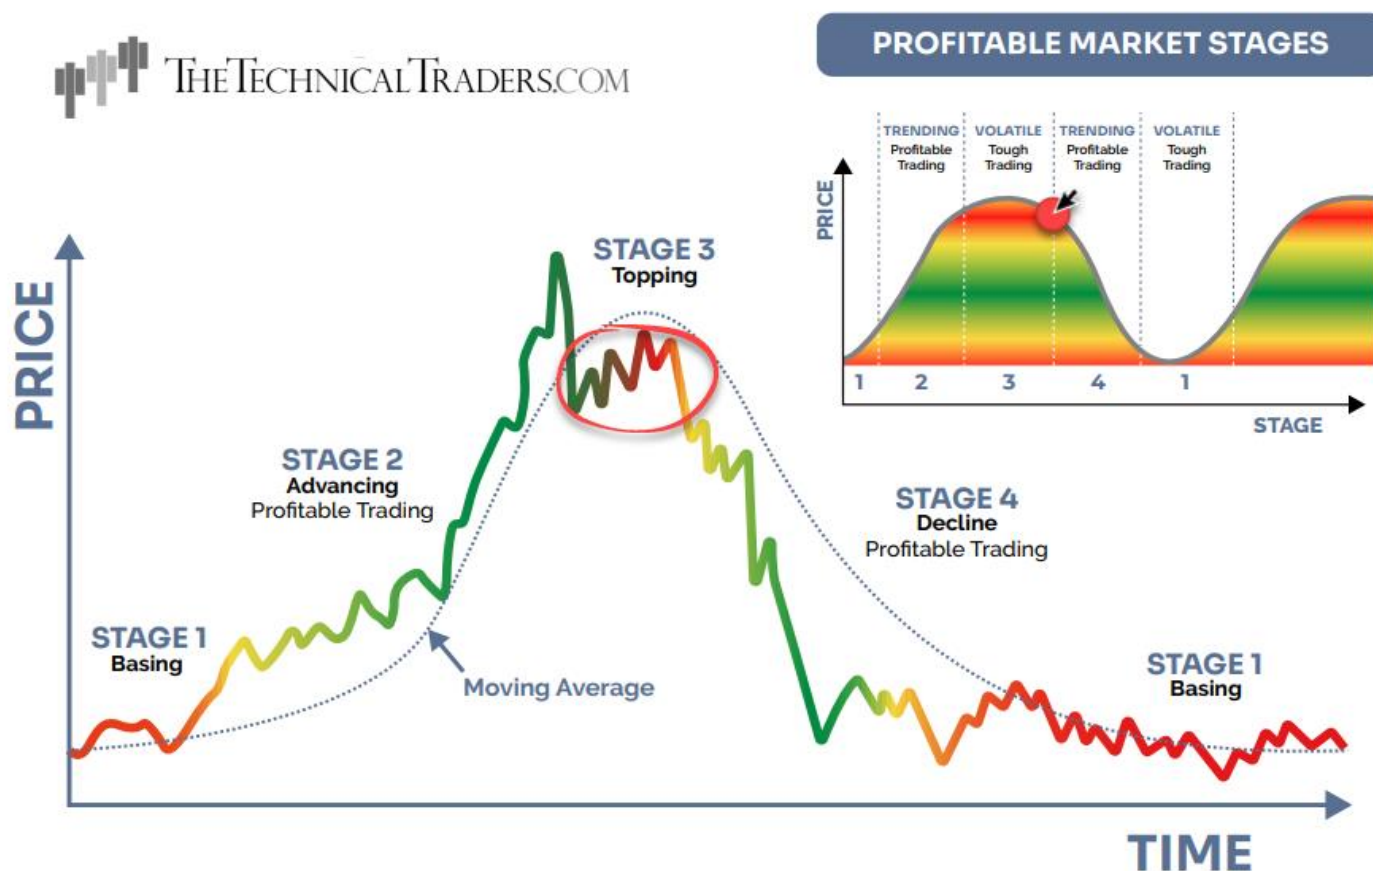 THETECHNICALTRADERS.COM
PROFITABLE MARKET STAGES
TRENDING
Profitable
Trading
VOLATILE
Tough
Trading
TRENDING
Profitable
Trading
VOLATILE
Tough
Trading
PRICE
1 2 3 4 1
STAGE
PRICE
STAGE 3
Topping
STAGE 2
Advancing
Profitable Trading
STAGE 4
Decline
Profitable Trading
STAGE 1
Basing
Moving Average
STAGE 1
Basing
TIME